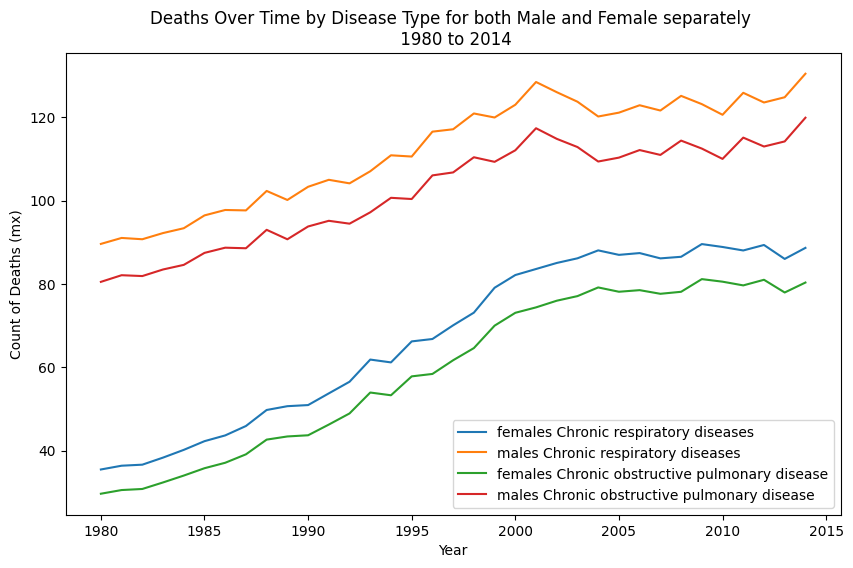 Deaths Over Time by Disease Type for both Male and Female separately
1980 to 2014
Count of Deaths (mx)
120
100
80
60
40
females Chronic respiratory diseases
males Chronic respiratory diseases
females Chronic obstructive pulmonary disease
males Chronic obstructive pulmonary disease
1980 1985 1990 1995 2000 2005 2010 2015
Year